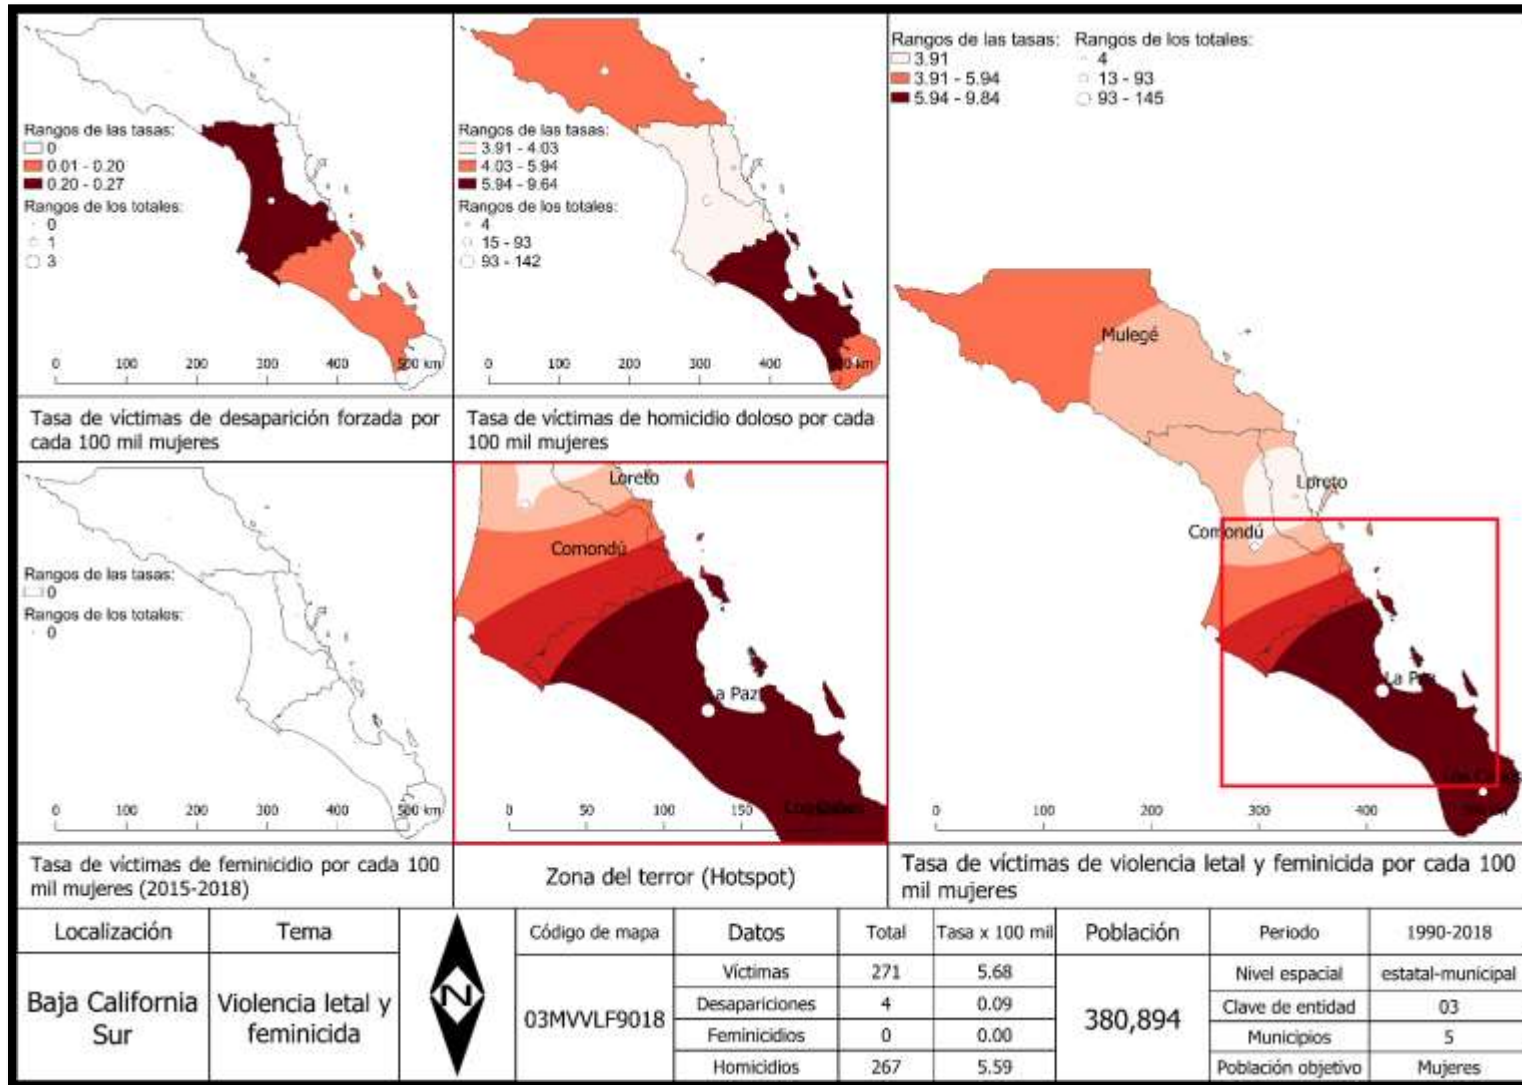 Rangos de las tasas:
0
0.01 - 0.20
0.20 - 0.27
Rangos de los totales:
0
1
3
0 100 200 300 400 500 km
Tasa de víctimas de desaparición forzada por
cada 100 mil mujeres
Rangos de las tasas:
3.91 - 4.03
4.03 - 5.94
5.94 - 9.64
Rangos de los totales:
4
15 - 93
93 - 142
0 100 200 300 400 500 km
Tasa de víctimas de homicidio doloso por cada
100 mil mujeres
Rangos de las tasas:
3.91
3.91 - 5.94
5.94 - 9.84
Rangos de los totales:
4
13 - 93
93 - 145
Mulegé
Loreto
Comondú
La Paz
Los Cabos
0 100 200 300 400
Tasa de víctimas de violencia letal y feminicida por cada 100
mil mujeres
Rangos de las tasas:
0
Rangos de los totales:
0
0 100 200 300 400 500 km
Tasa de víctimas de feminicidio por cada 100
mil mujeres (2015-2018)
Loreto
Comondú
La Paz
Los Cabos
0 50 100 150
Zona del terror (Hotspot)
Localización
Baja California
Sur
Tema
Violencia letal y
feminicida
N
Código de mapa
03MVVLF9018
Datos Total Tasa x 100 mil
Víctimas 271 5.68
Desapariciones 4 0.09
Feminicidios 0 0.00
Homicidios 267 5.59
Población
380,894
Periodo 1990-2018
Nivel espacial estatal-municipal
Clave de entidad 03
Municipios 5
Población objetivo Mujeres